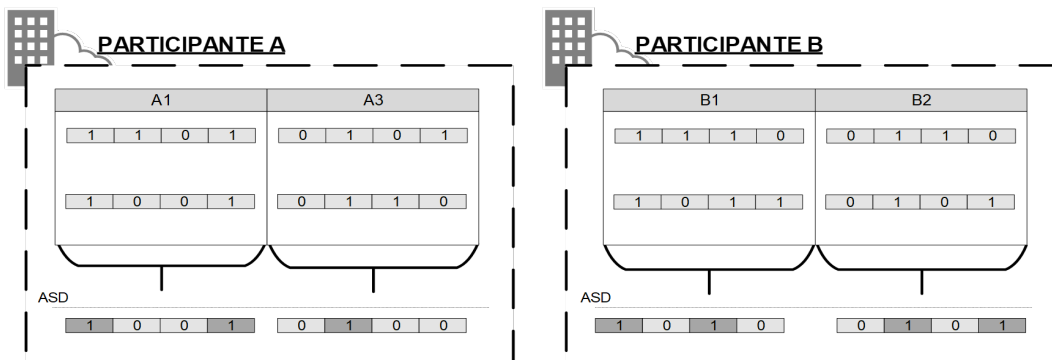 PARTICIPANTE A
A1 A3
1 1 0 1 0 1 0 1
1 0 0 1 0 1 1 0
ASD
1 0 0 1 0 1 0 0
PARTICIPANTE B
B1 B2
1 1 1 0 0 1 1 0
1 0 1 1 0 1 0 1
ASD
1 0 1 0 0 1 0 1